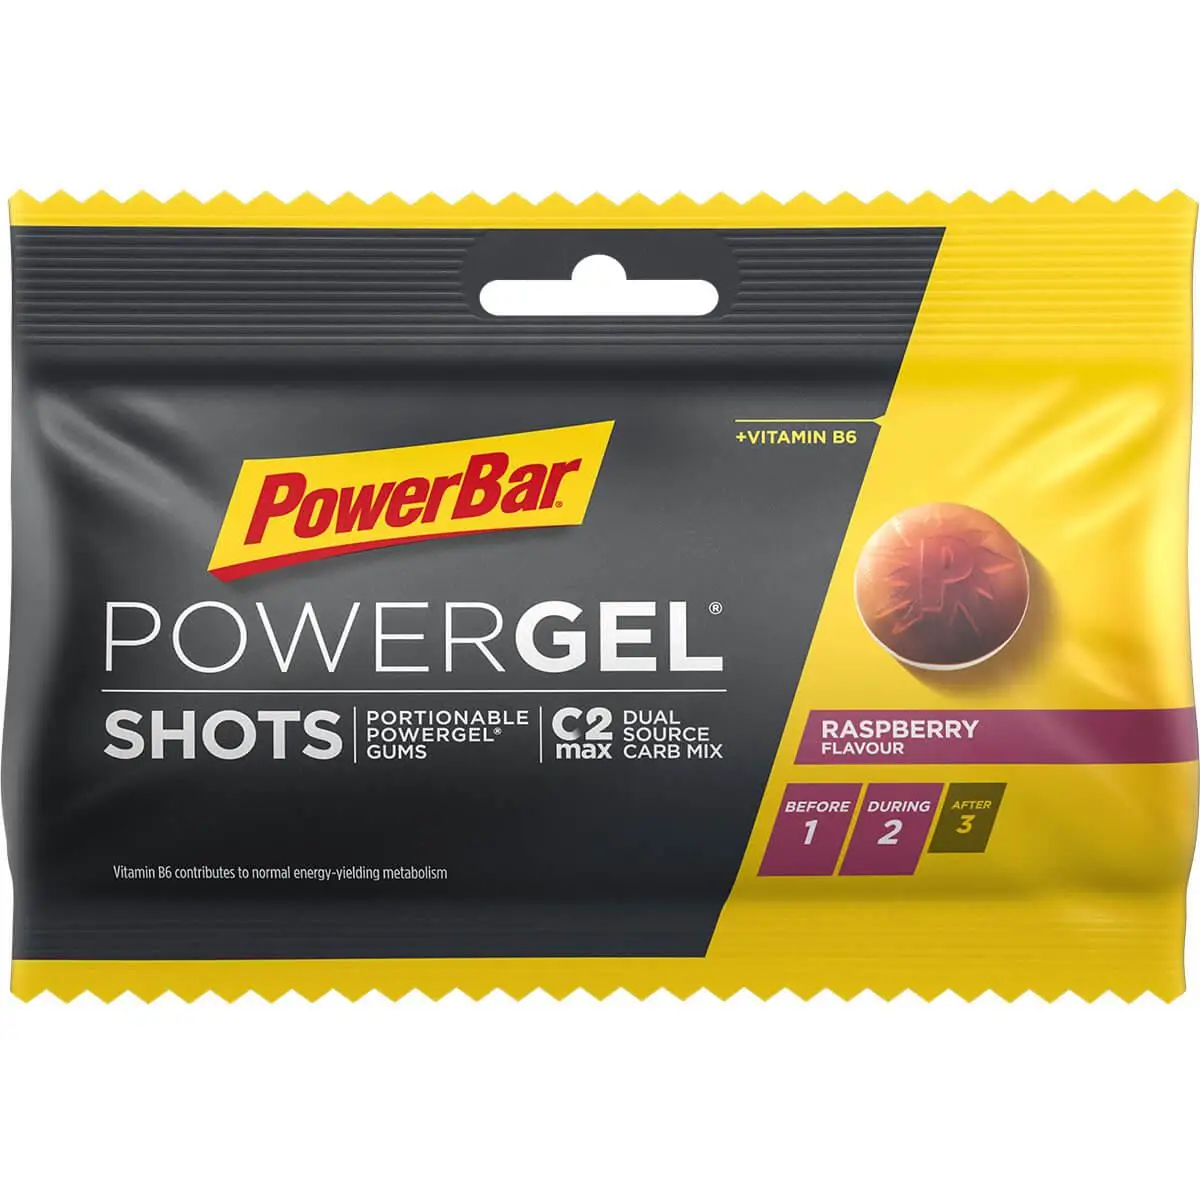 +VITAMIN B6
PowerBar®
POWERGEL®
SHOTS
PORTIONABLE
POWERGEL®
GUMS
C2
max
DUAL
SOURCE
CARB MIX
P
RASPBERRY
FLAVOUR
BEFORE
1
DURING
2
AFTER
3
Vitamin B6 contributes to normal energy-yielding metabolism